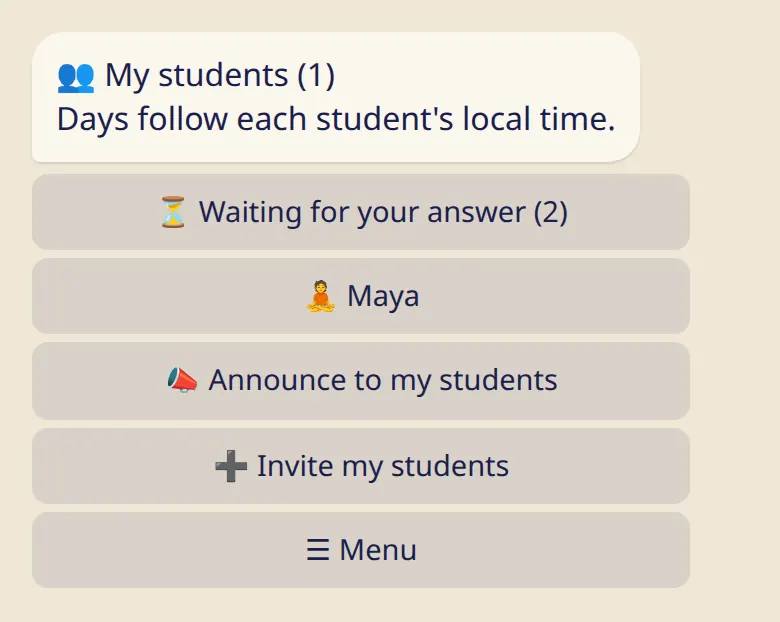 👥 My students (1)
Days follow each student's local time.
⏳ Waiting for your answer (2)
🧘 Maya
📣 Announce to my students
➕ Invite my students
☰ Menu